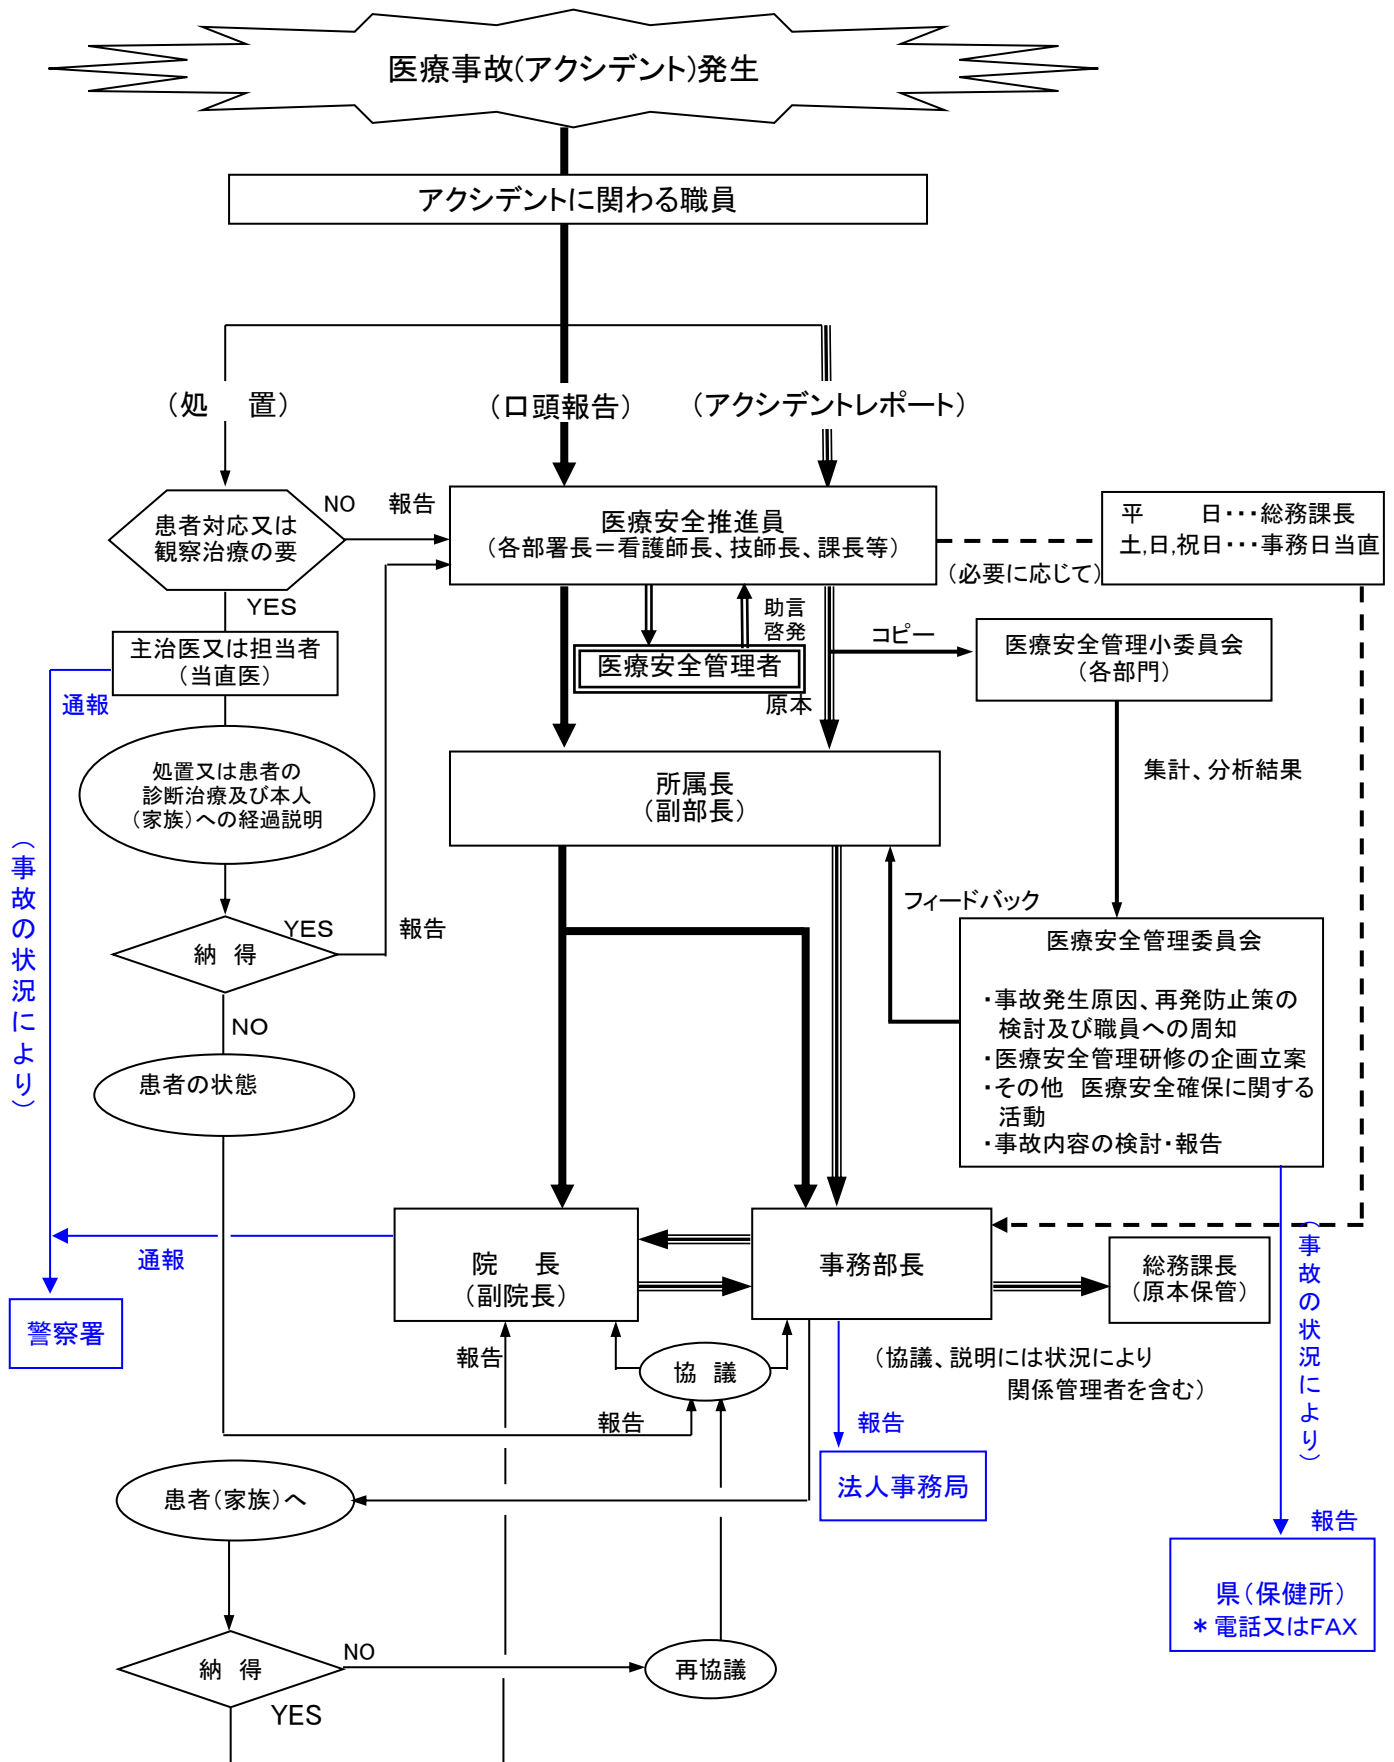 医療事故(アクシデント)発生
アクシデントに関わる職員
（処　置）
（口頭報告）
（アクシデントレポート）
患者対応又は
観察治療の要
NO
報告
YES
医療安全推進員
（各部署長＝看護師長、技師長、課長等）
（必要に応じて）
平　　日･･･総務課長
土,日,祝日･･･事務日当直
助言
啓発
医療安全管理者
原本
コピー
医療安全管理小委員会
（各部門）
主治医又は担当者
（当直医）
通報
処置又は患者の
診断治療及び本人
（家族）への経過説明
所属長
（副部長）
集計、分析結果
（事故の状況により）
納 得
YES
報告
NO
フィードバック
医療安全管理委員会
・事故発生原因、再発防止策の
検討及び職員への周知
・医療安全管理研修の企画立案
・その他　医療安全確保に関する
活動
・事故内容の検討・報告
患者の状態
通報
警察署
院　長
（副院長）
事務部長
総務課長
（原本保管）
（事故の状況により）
報告
協 議
（協議、説明には状況により
関係管理者を含む）
報告
報告
法人事務局
患者（家族）へ
報告
県（保健所）
＊電話又はFAX
納 得
NO
再協議
YES